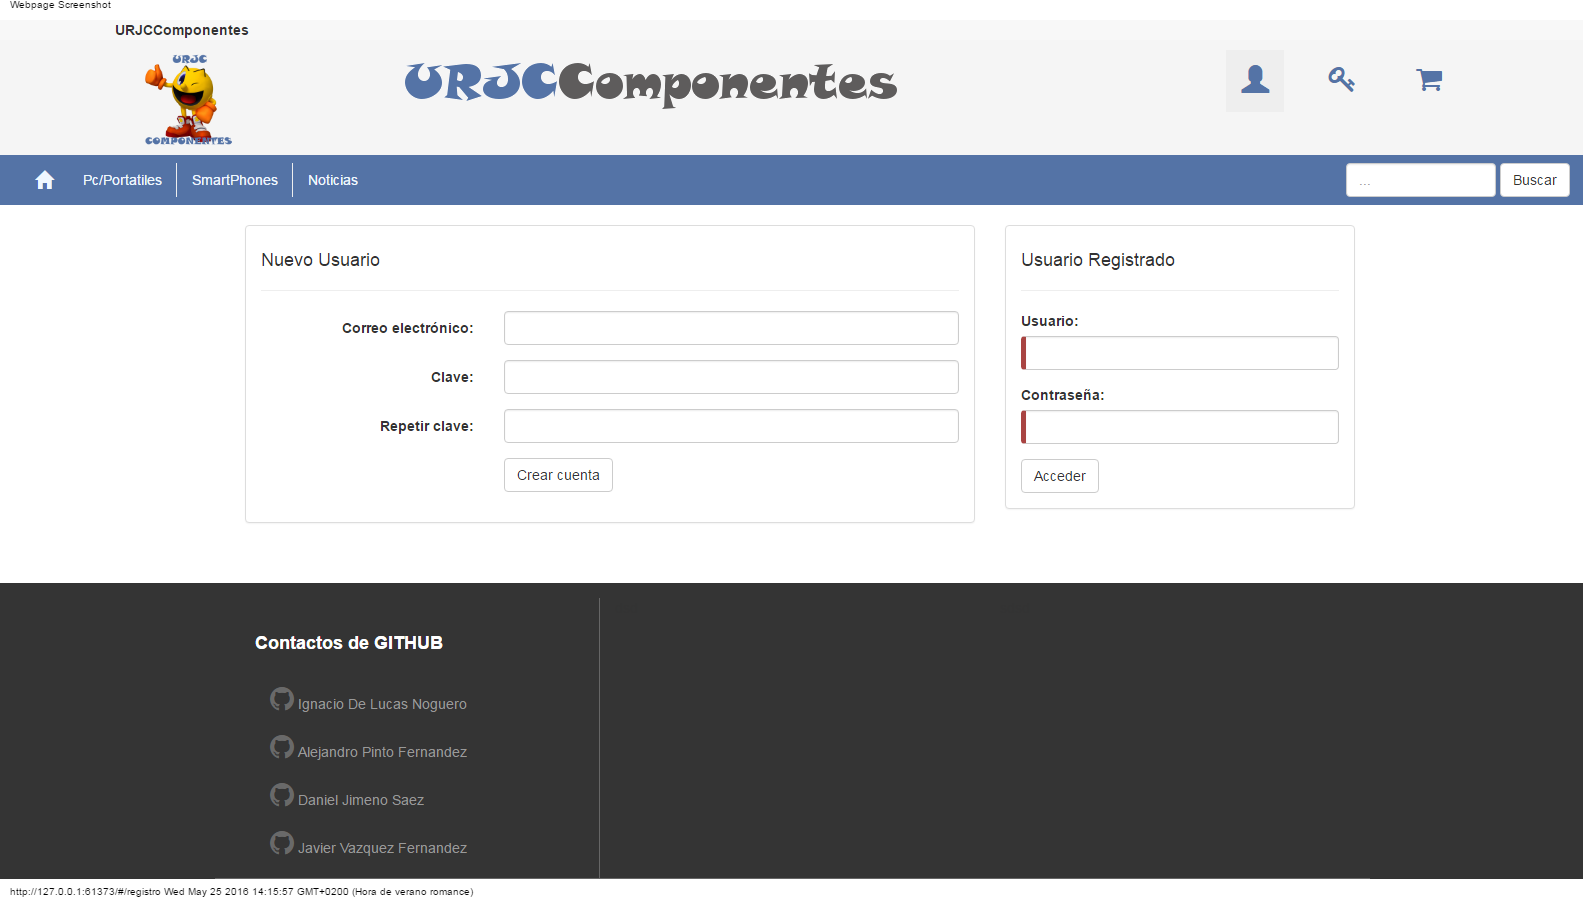 Webpage Screenshot
URJCComponentes
URJC
COMPONENTES
URJCComponentes
Pc/Portatiles
SmartPhones
Noticias
...
Buscar
Nuevo Usuario
Correo electrónico:
Clave:
Repetir clave:
Crear cuenta
Usuario Registrado
Usuario:
Contraseña:
Acceder
Contactos de GITHUB
Ignacio De Lucas Noguero
Alejandro Pinto Fernandez
Daniel Jimeno Saez
Javier Vazquez Fernandez
http://127.0.0.1:61373/#/registro Wed May 25 2016 14:15:57 GMT+0200 (Hora de verano romance)